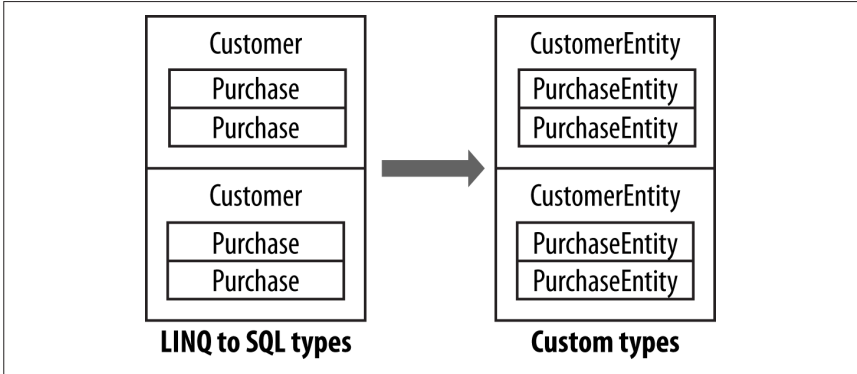 Customer
Purchase
Purchase
Customer
Purchase
Purchase
LINQ to SQL types
CustomerEntity
PurchaseEntity
PurchaseEntity
CustomerEntity
PurchaseEntity
PurchaseEntity
Custom types